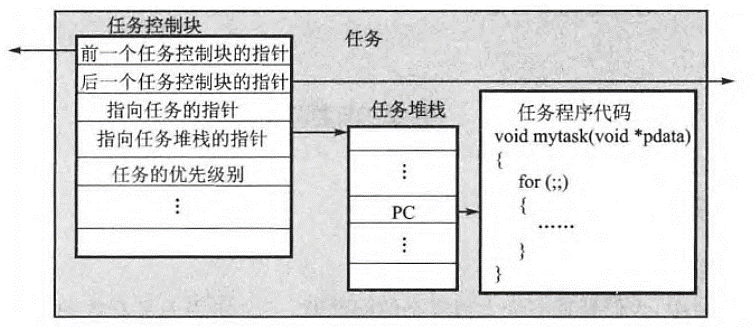 任务控制块
任务
前一个任务控制块的指针
后一个任务控制块的指针
指向任务的指针
指向任务堆栈的指针
任务的优先级别
⋮
任务堆栈
⋮
PC
⋮
任务程序代码
void mytask(void *pdata)
{
for (;;)
{
……
}
}